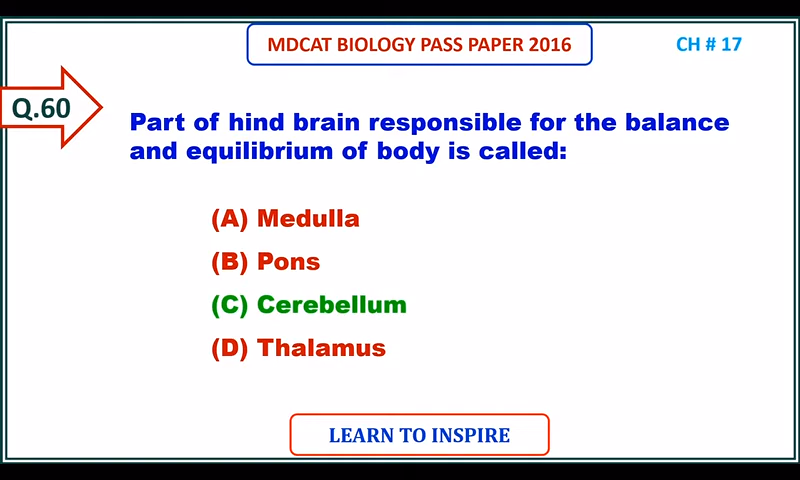 MDCAT BIOLOGY PASS PAPER 2016
CH # 17
Q.60
Part of hind brain responsible for the balance
and equilibrium of body is called:
(A) Medulla
(B) Pons
(C) Cerebellum
(D) Thalamus
LEARN TO INSPIRE